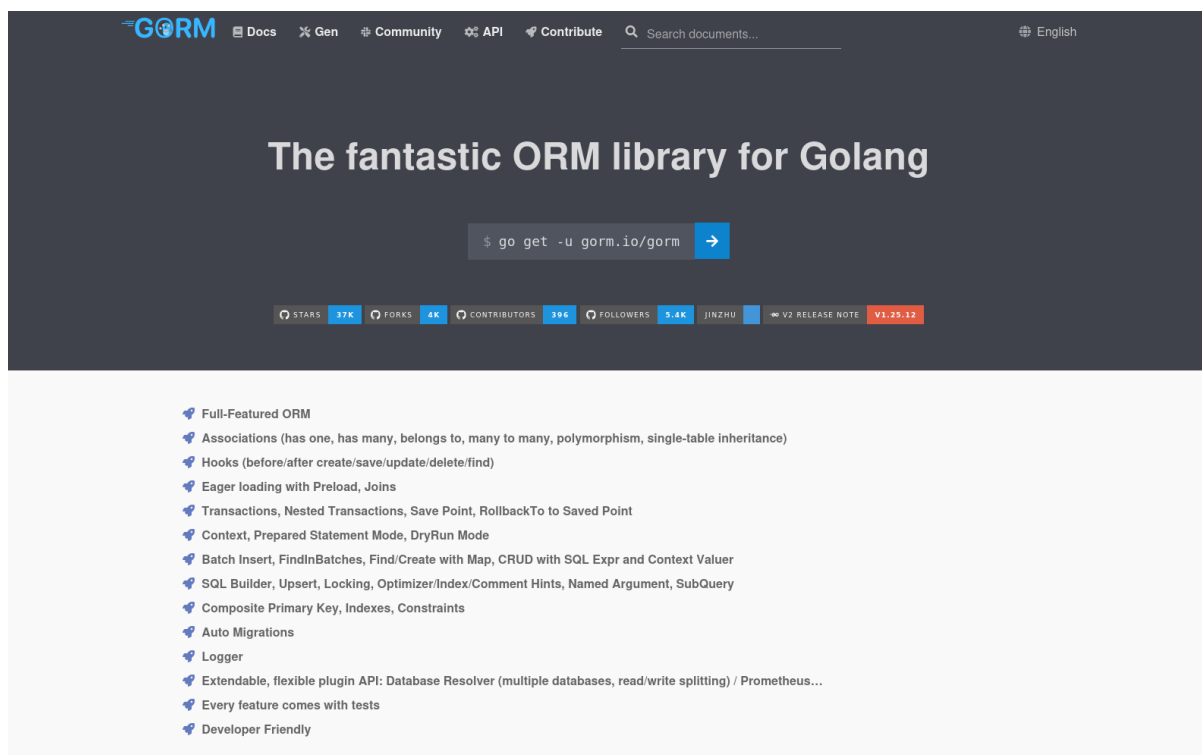 GORM Docs Gen Community API Contribute Search documents... English
The fantastic ORM library for Golang
$ go get -u gorm.io/gorm
STARS 37K FORKS 4K CONTRIBUTORS 396 FOLLOWERS 5.4K JINZHU V2 RELEASE NOTE V1.25.12
Full-Featured ORM
Associations (has one, has many, belongs to, many to many, polymorphism, single-table inheritance)
Hooks (before/after create/save/update/delete/find)
Eager loading with Preload, Joins
Transactions, Nested Transactions, Save Point, RollbackTo to Saved Point
Context, Prepared Statement Mode, DryRun Mode
Batch Insert, FindInBatches, Find/Create with Map, CRUD with SQL Expr and Context Valuer
SQL Builder, Upsert, Locking, Optimizer/Index/Comment Hints, Named Argument, SubQuery
Composite Primary Key, Indexes, Constraints
Auto Migrations
Logger
Extendable, flexible plugin API: Database Resolver (multiple databases, read/write splitting) / Prometheus…
Every feature comes with tests
Developer Friendly